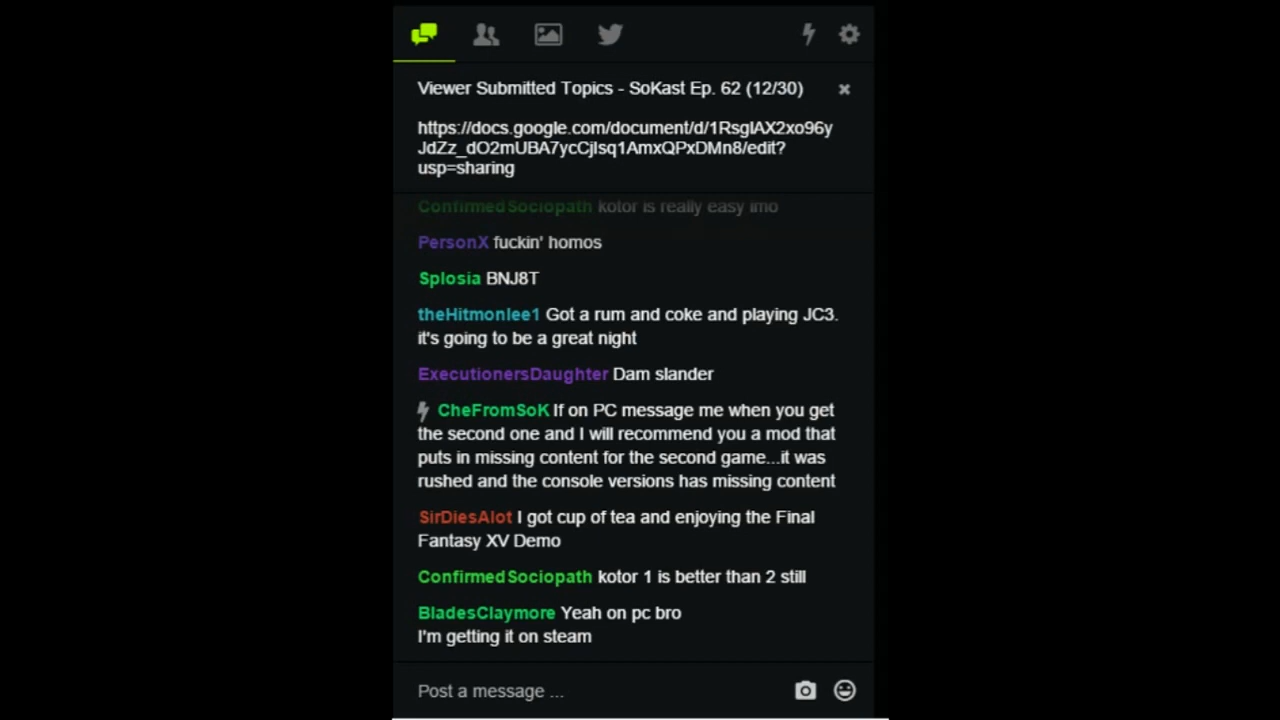 Viewer Submitted Topics - SoKast Ep. 62 (12/30)
https://docs.google.com/document/d/1RsglAX2xo96y
JdZz_dO2mUBA7ycCjlsq1AmxQPxDMn8/edit?
usp=sharing
ConfirmedSociopath kotor is really easy imo
PersonX fuckin' homos
Splosia BNJ8T
theHitmonlee1 Got a rum and coke and playing JC3.
it's going to be a great night
ExecutionersDaughter Dam slander
CheFromSoK If on PC message me when you get
the second one and I will recommend you a mod that
puts in missing content for the second game...it was
rushed and the console versions has missing content
SirDiesAlot I got cup of tea and enjoying the Final
Fantasy XV Demo
ConfirmedSociopath kotor 1 is better than 2 still
BladesClaymore Yeah on pc bro
I'm getting it on steam
Post a message ...